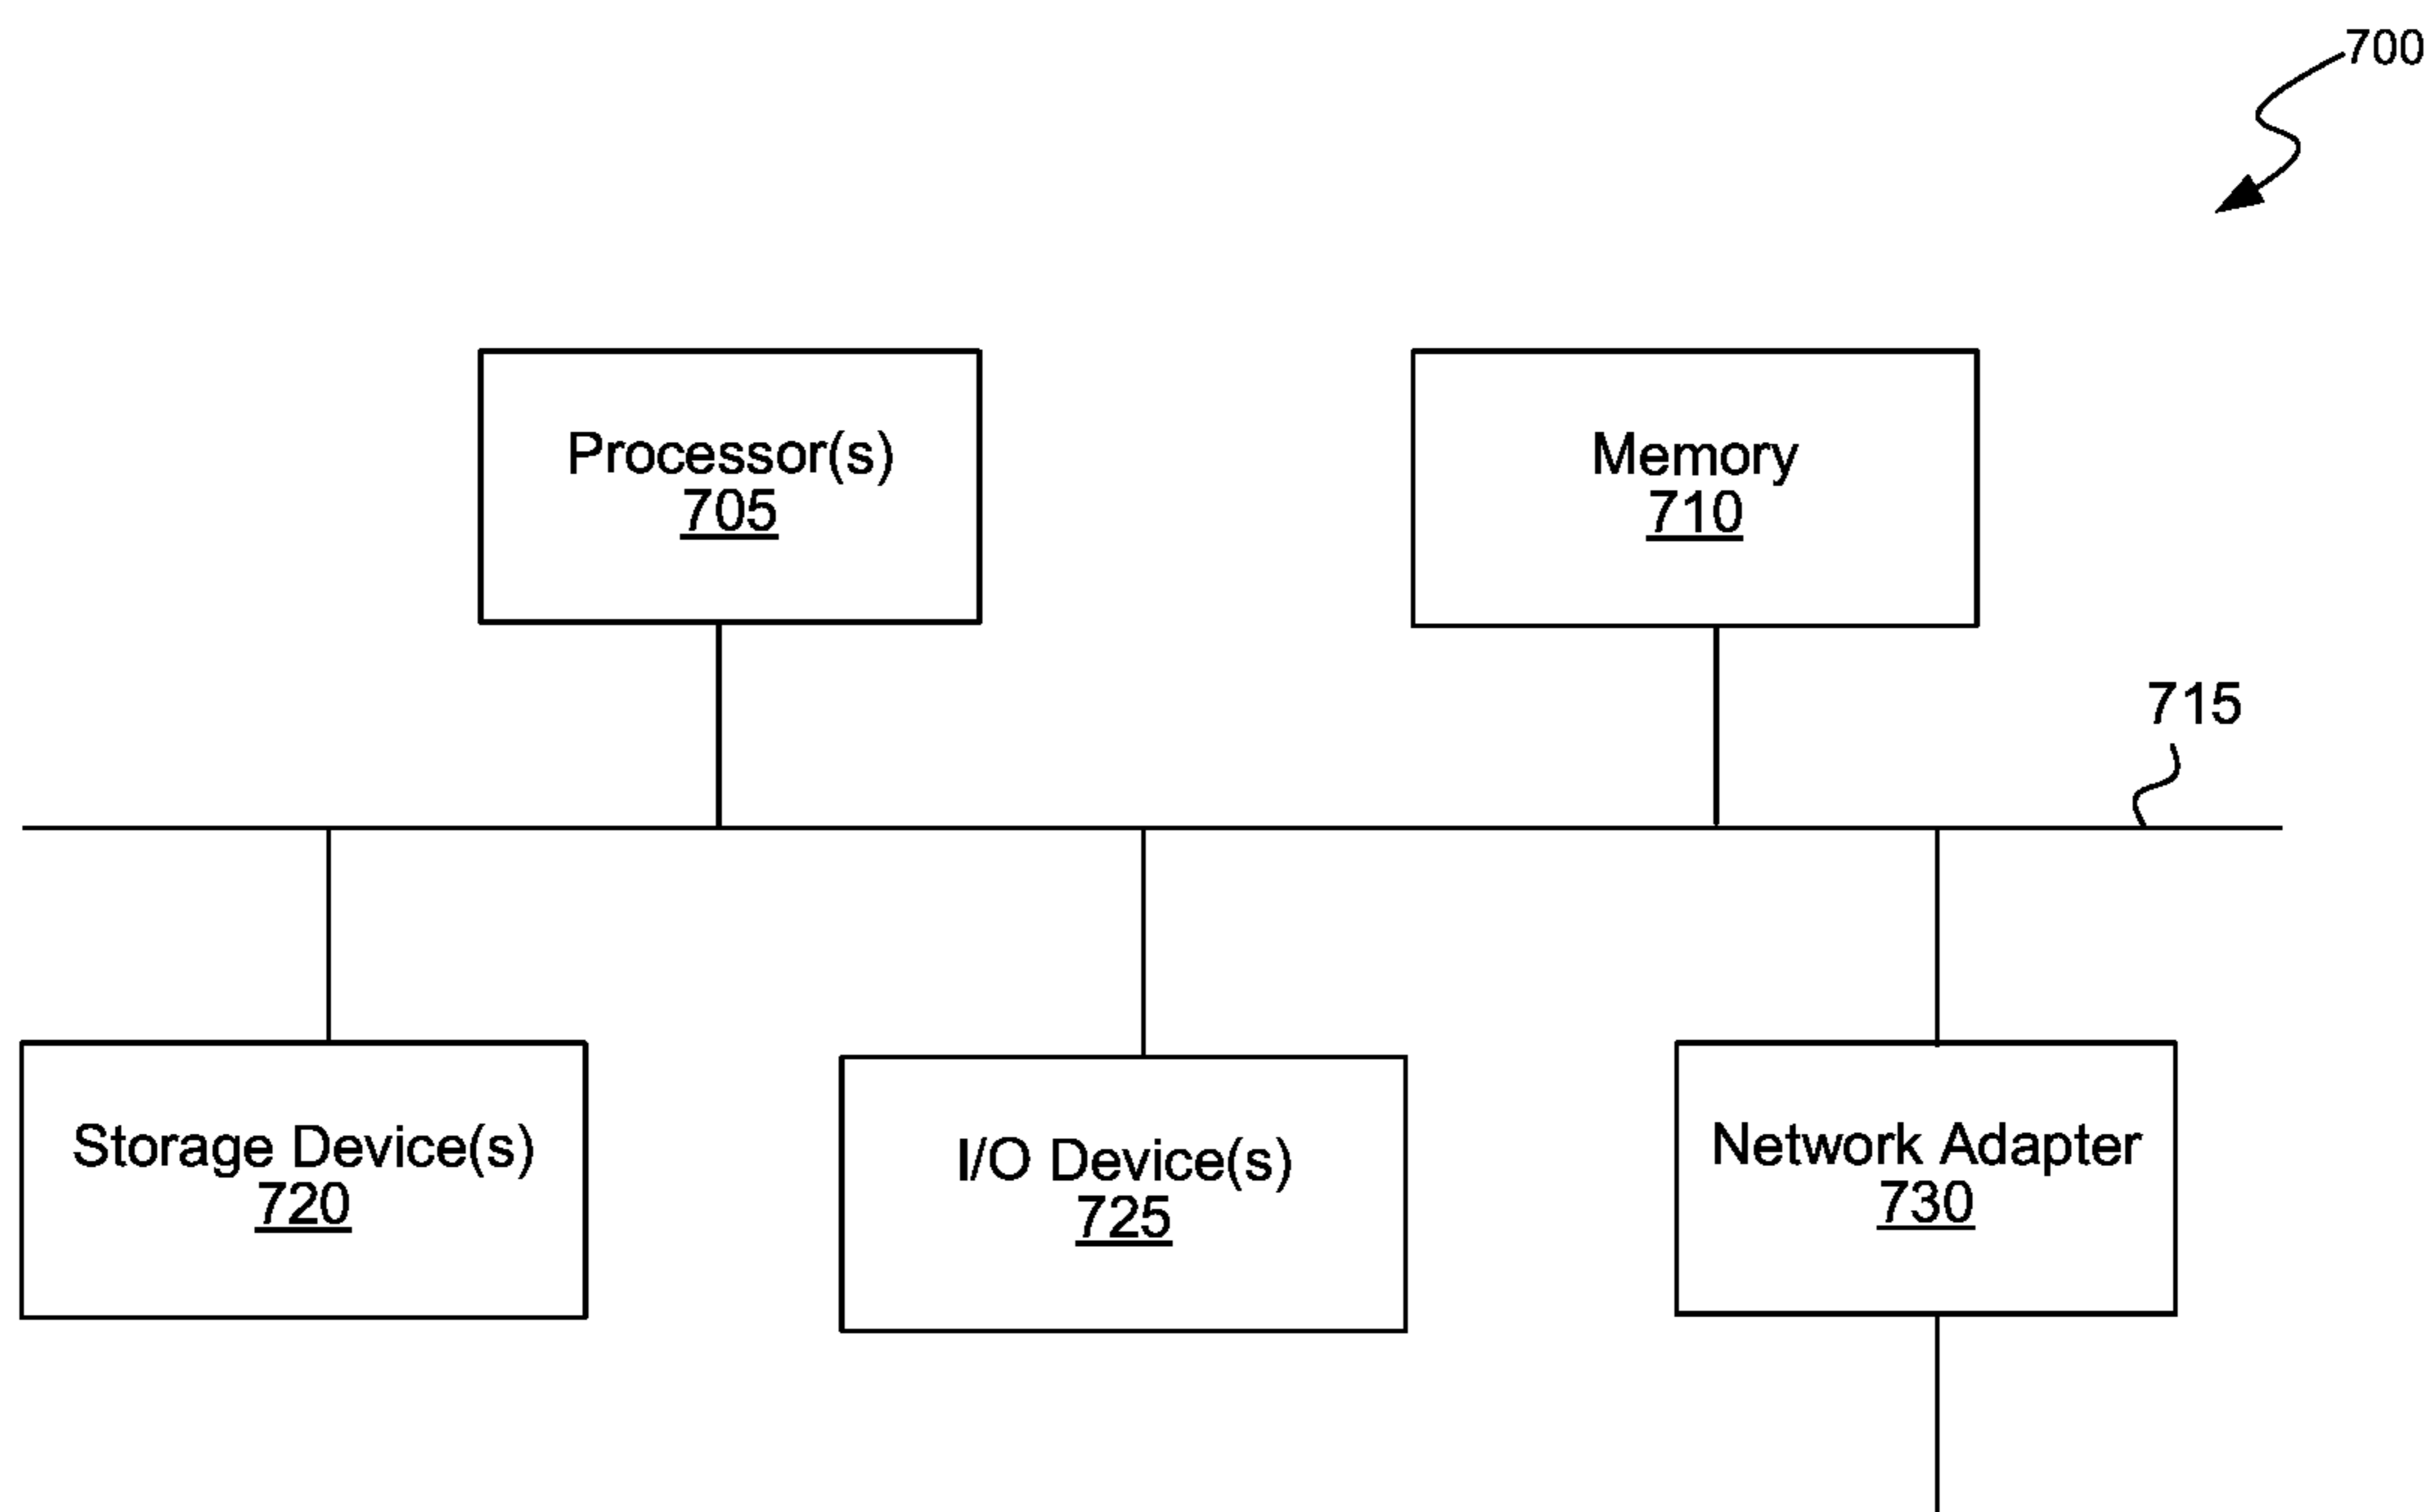 700
Processor(s)
705
Memory
710
715
Storage Device(s)
720
I/O Device(s)
725
Network Adapter
730